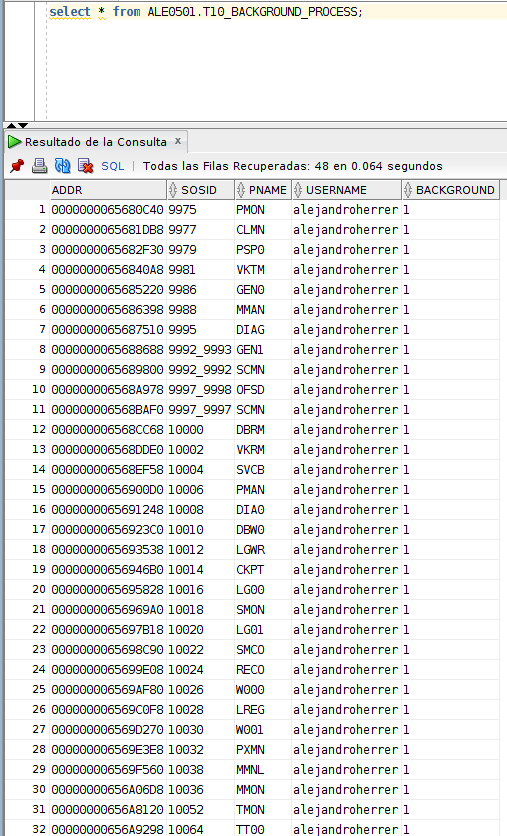 select * from ALE0501.T10_BACKGROUND_PROCESS;
Resultado de la Consulta x
SQL | Todas las Filas Recuperadas: 48 en 0.064 segundos
ADDR SOSID PNAME USERNAME BACKGROUND
1 0000000065680C40 9975 PMON alejandroherrer 1
2 0000000065681DB8 9977 CLMN alejandroherrer 1
3 0000000065682F30 9979 PSP0 alejandroherrer 1
4 00000000656840A8 9981 VKTM alejandroherrer 1
5 0000000065685220 9986 GEN0 alejandroherrer 1
6 0000000065686398 9988 MMAN alejandroherrer 1
7 0000000065687510 9995 DIAG alejandroherrer 1
8 0000000065688688 9992_9993 GEN1 alejandroherrer 1
9 0000000065689800 9992_9992 SCMN alejandroherrer 1
10 000000006568A978 9997_9998 OFSD alejandroherrer 1
11 000000006568BAF0 9997_9997 SCMN alejandroherrer 1
12 000000006568CC68 10000 DBRM alejandroherrer 1
13 000000006568DDE0 10002 VKRM alejandroherrer 1
14 000000006568EF58 10004 SVCB alejandroherrer 1
15 00000000656900D0 10006 PMAN alejandroherrer 1
16 0000000065691248 10008 DIA0 alejandroherrer 1
17 00000000656923C0 10010 DBW0 alejandroherrer 1
18 0000000065693538 10012 LGWR alejandroherrer 1
19 00000000656946B0 10014 CKPT alejandroherrer 1
20 0000000065695828 10016 LG00 alejandroherrer 1
21 00000000656969A0 10018 SMON alejandroherrer 1
22 0000000065697B18 10020 LG01 alejandroherrer 1
23 0000000065698C90 10022 SMCO alejandroherrer 1
24 0000000065699E08 10024 RECO alejandroherrer 1
25 000000006569AF80 10026 W000 alejandroherrer 1
26 000000006569C0F8 10028 LREG alejandroherrer 1
27 000000006569D270 10030 W001 alejandroherrer 1
28 000000006569E3E8 10032 PXMN alejandroherrer 1
29 000000006569F560 10038 MMNL alejandroherrer 1
30 00000000656A06D8 10036 MMON alejandroherrer 1
31 00000000656A8120 10052 TMON alejandroherrer 1
32 00000000656A9298 10064 TT00 alejandroherrer 1